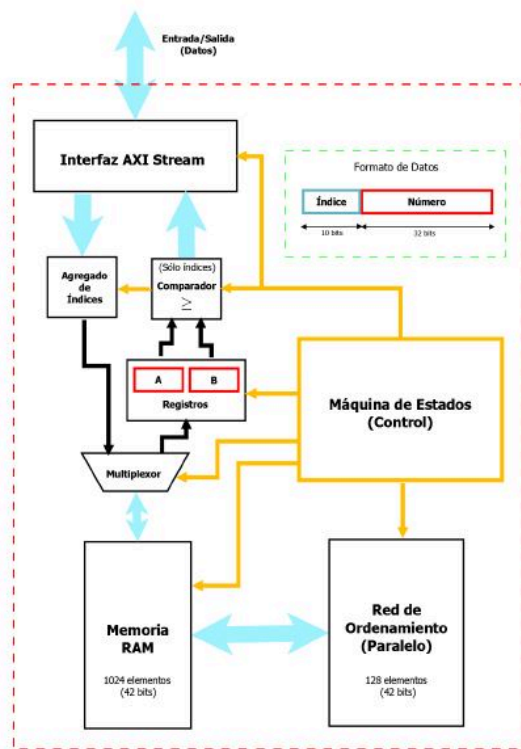 Entrada/Salida
(Datos)
Interfaz AXI Stream
Formato de Datos
Índice
Número
10 bits
32 bits
Agregado
de
Índices
(Sólo índices)
Comparador
≥
A
B
Registros
Máquina de Estados
(Control)
Multiplexor
Memoria
RAM
1024 elementos
(42 bits)
Red de
Ordenamiento
(Paralelo)
128 elementos
(42 bits)